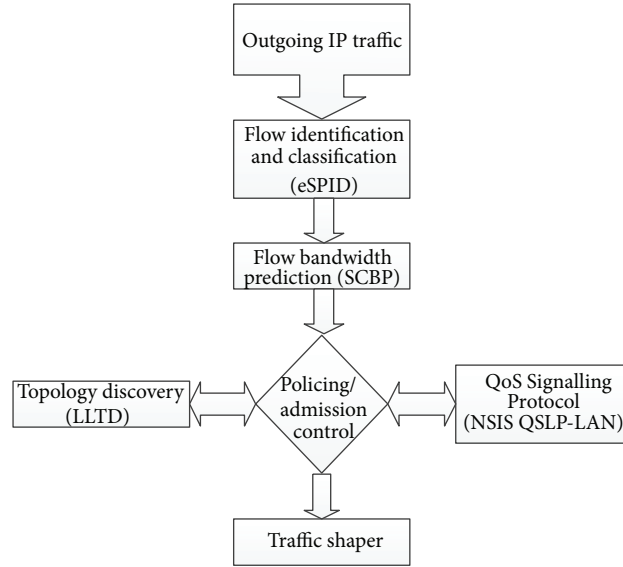 Outgoing IP traffic
Flow identification
and classification
(eSPID)
Flow bandwidth
prediction (SCBP)
Topology discovery
(LLTD)
Policing/
admission
control
QoS Signalling
Protocol
(NSIS QSLP-LAN)
Traffic shaper